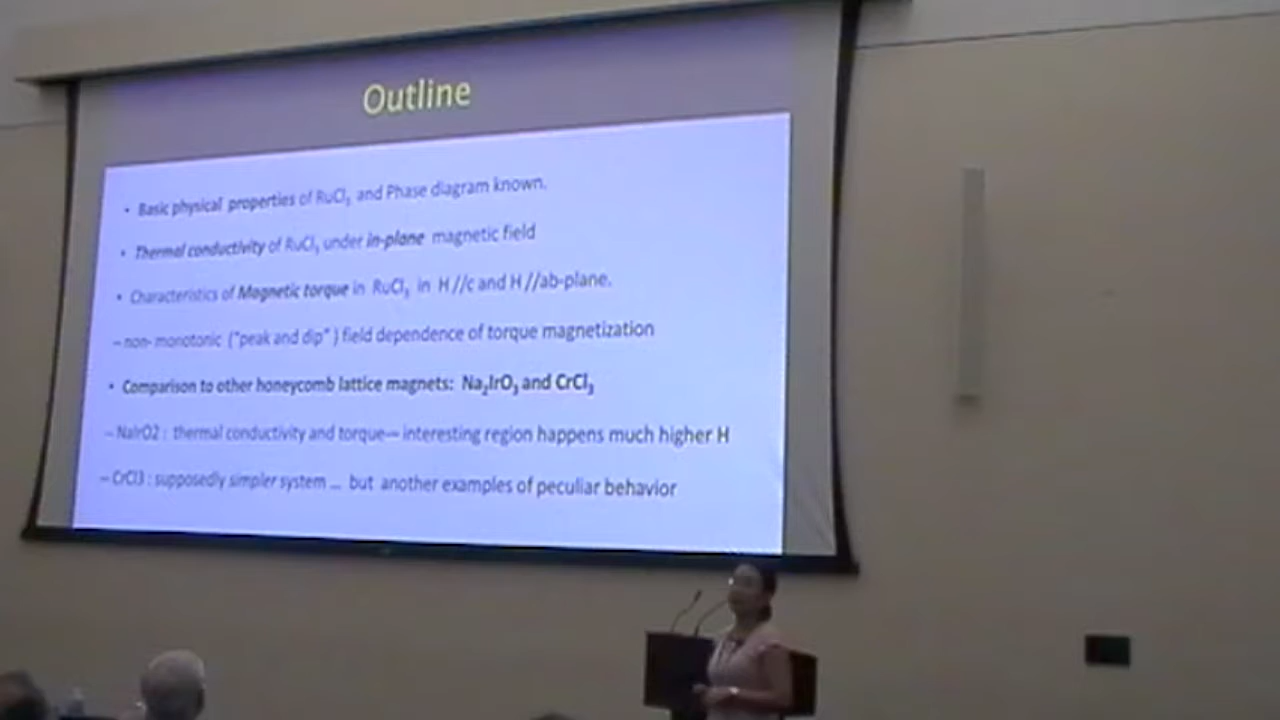 Outline
• Basic physical properties of RuCl₃ and Phase diagram known.
• Thermal conductivity of RuCl₃ under in-plane magnetic field
• Characteristics of Magnetic torque in RuCl₃ in H//c and H//ab-plane.
– non- monotonic ("peak and dip" ) field dependence of torque magnetization
• Comparison to other honeycomb lattice magnets: Na₂IrO₃ and CrCl₃
– NaIrO2 : thermal conductivity and torque— interesting region happens much higher H
– CrCl3 : supposedly simpler system ... but another examples of peculiar behavior